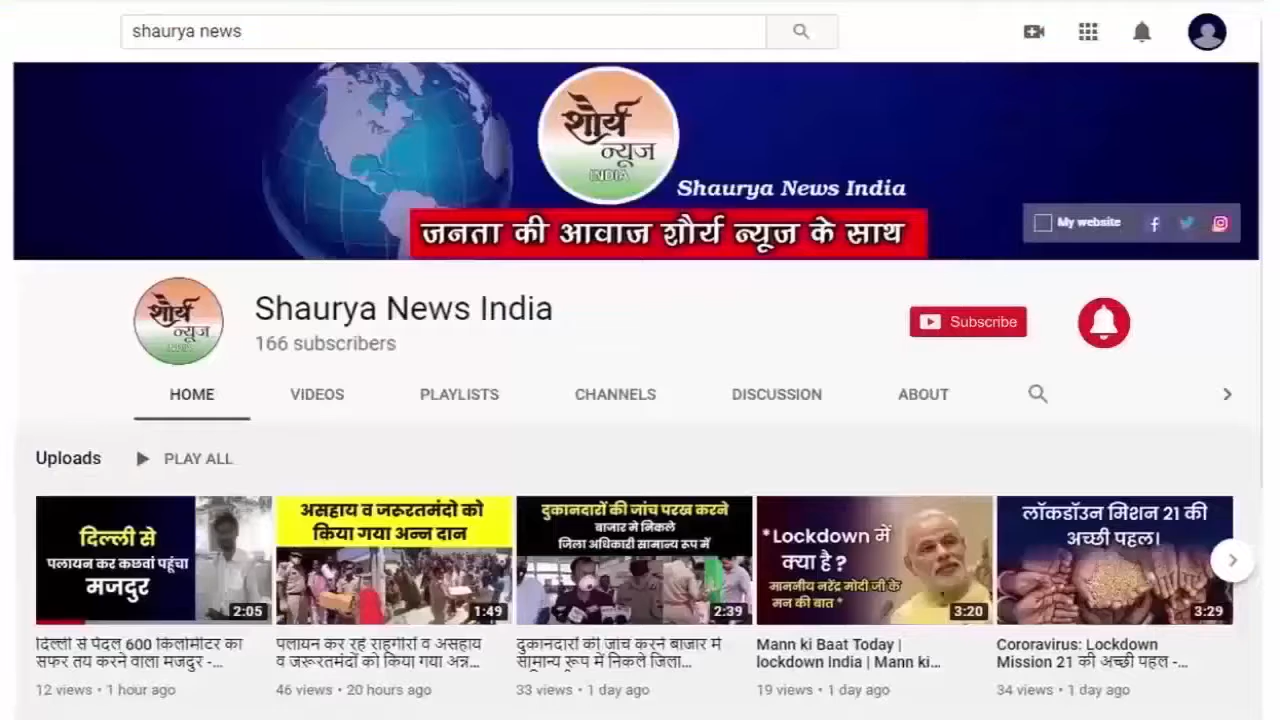 shaurya news
शौर्य
न्यूज
INDIA
Shaurya News India
जनता की आवाज शौर्य न्यूज के साथ
My website
शौर्य
न्यूज
Shaurya News India
166 subscribers
Subscribe
HOME VIDEOS PLAYLISTS CHANNELS DISCUSSION ABOUT
Uploads PLAY ALL
दिल्ली से
पलायन कर कछवां पहूंचा
मजदुर
2:05
असहाय व जरूरतमंदो को
किया गया अन्न दान
1:49
दुकानदारों की जांच परख करने
बाजार मे निकले
जिला अधिकारी सामान्य रूप में
2:39
*Lockdown में
क्या है ?
माननीय नरेंद्र मोदी जी के
मन की बात *
3:20
लॉकडॉउन मिशन 21 की
अच्छी पहल।
3:29
दिल्ली से पैदल 600 किलोमीटर का
सफर तय करने वाला मजदुर -...
12 views • 1 hour ago
पलायन कर रहे राहगीरों व असहाय
व जरूरतमंदों को किया गया अन्न...
46 views • 20 hours ago
दुकानदारों की जांच करने बाजार में
सामान्य रूप में निकले जिला...
33 views • 1 day ago
Mann ki Baat Today |
lockdown India | Mann ki...
19 views • 1 day ago
Cororavirus: Lockdown
Mission 21 की अच्छी पहल -...
34 views • 1 day ago